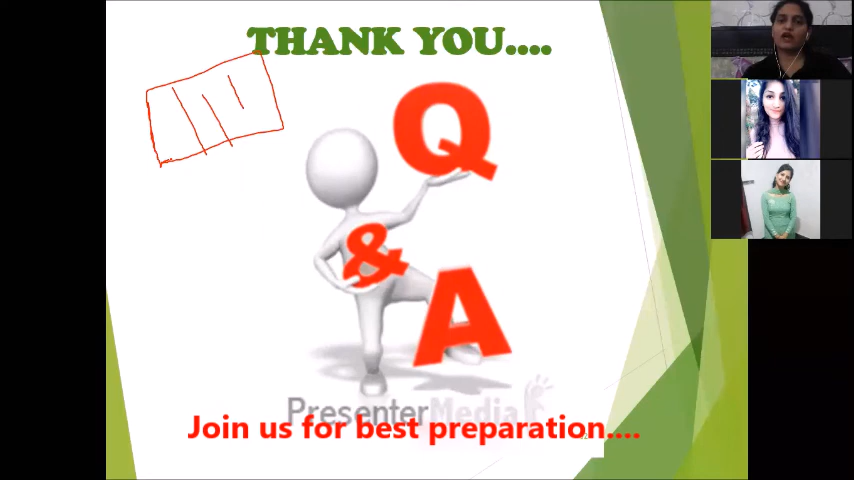 THANK YOU....
Q
&
A
PresenterMedia
Join us for best preparation....